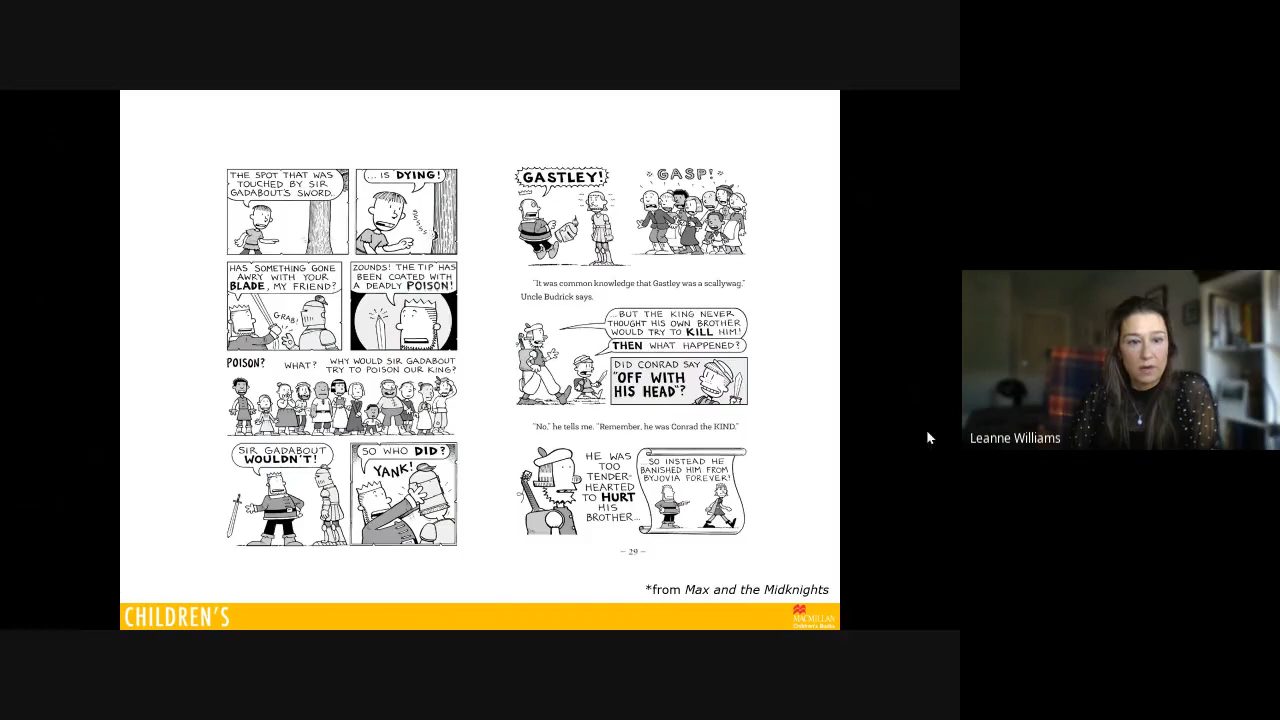 THE SPOT THAT WAS
TOUCHED BY SIR
GADABOUT'S SWORD...
... IS DYING!
HAS SOMETHING GONE
AWRY WITH YOUR
BLADE, MY FRIEND?
GRAB!
ZOUNDS! THE TIP HAS
BEEN COATED WITH
A DEADLY POISON!
POISON?
WHAT?
WHY WOULD SIR GADABOUT
TRY TO POISON OUR KING?
SIR GADABOUT
WOULDN'T!
SO WHO DID?
YANK!
GASTLEY!
GASP!
"It was common knowledge that Gastley was a scallywag,"
Uncle Budrick says.
...BUT THE KING NEVER
THOUGHT HIS OWN BROTHER
WOULD TRY TO KILL HIM!
THEN WHAT HAPPENED?
DID CONRAD SAY
"OFF WITH
HIS HEAD"?
"No," he tells me. "Remember, he was Conrad the KIND."
HE WAS
TOO
TENDER-
HEARTED
TO HURT
HIS
BROTHER...
SO INSTEAD HE
BANISHED HIM FROM
BYJOVIA FOREVER!
– 29 –
*from Max and the Midknights
CHILDREN'S
MACMILLAN
Children's Books
Leanne Williams